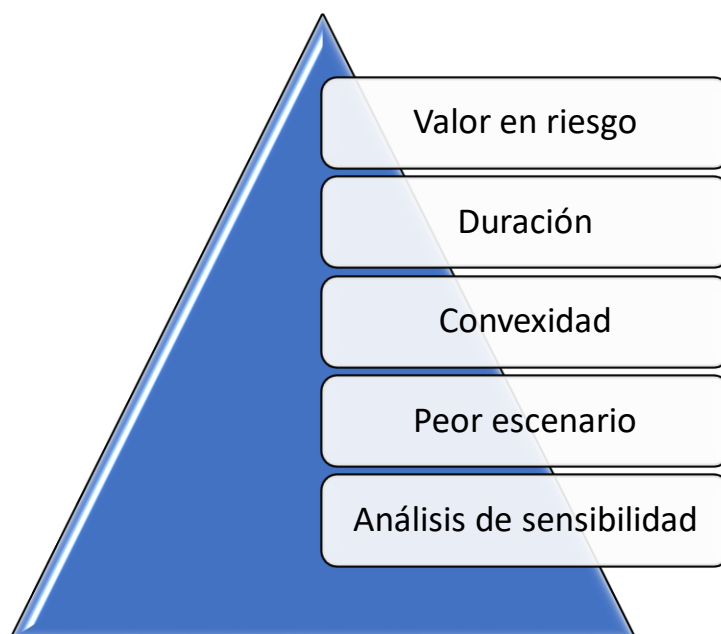 Valor en riesgo
Duración
Convexidad
Peor escenario
Análisis de sensibilidad